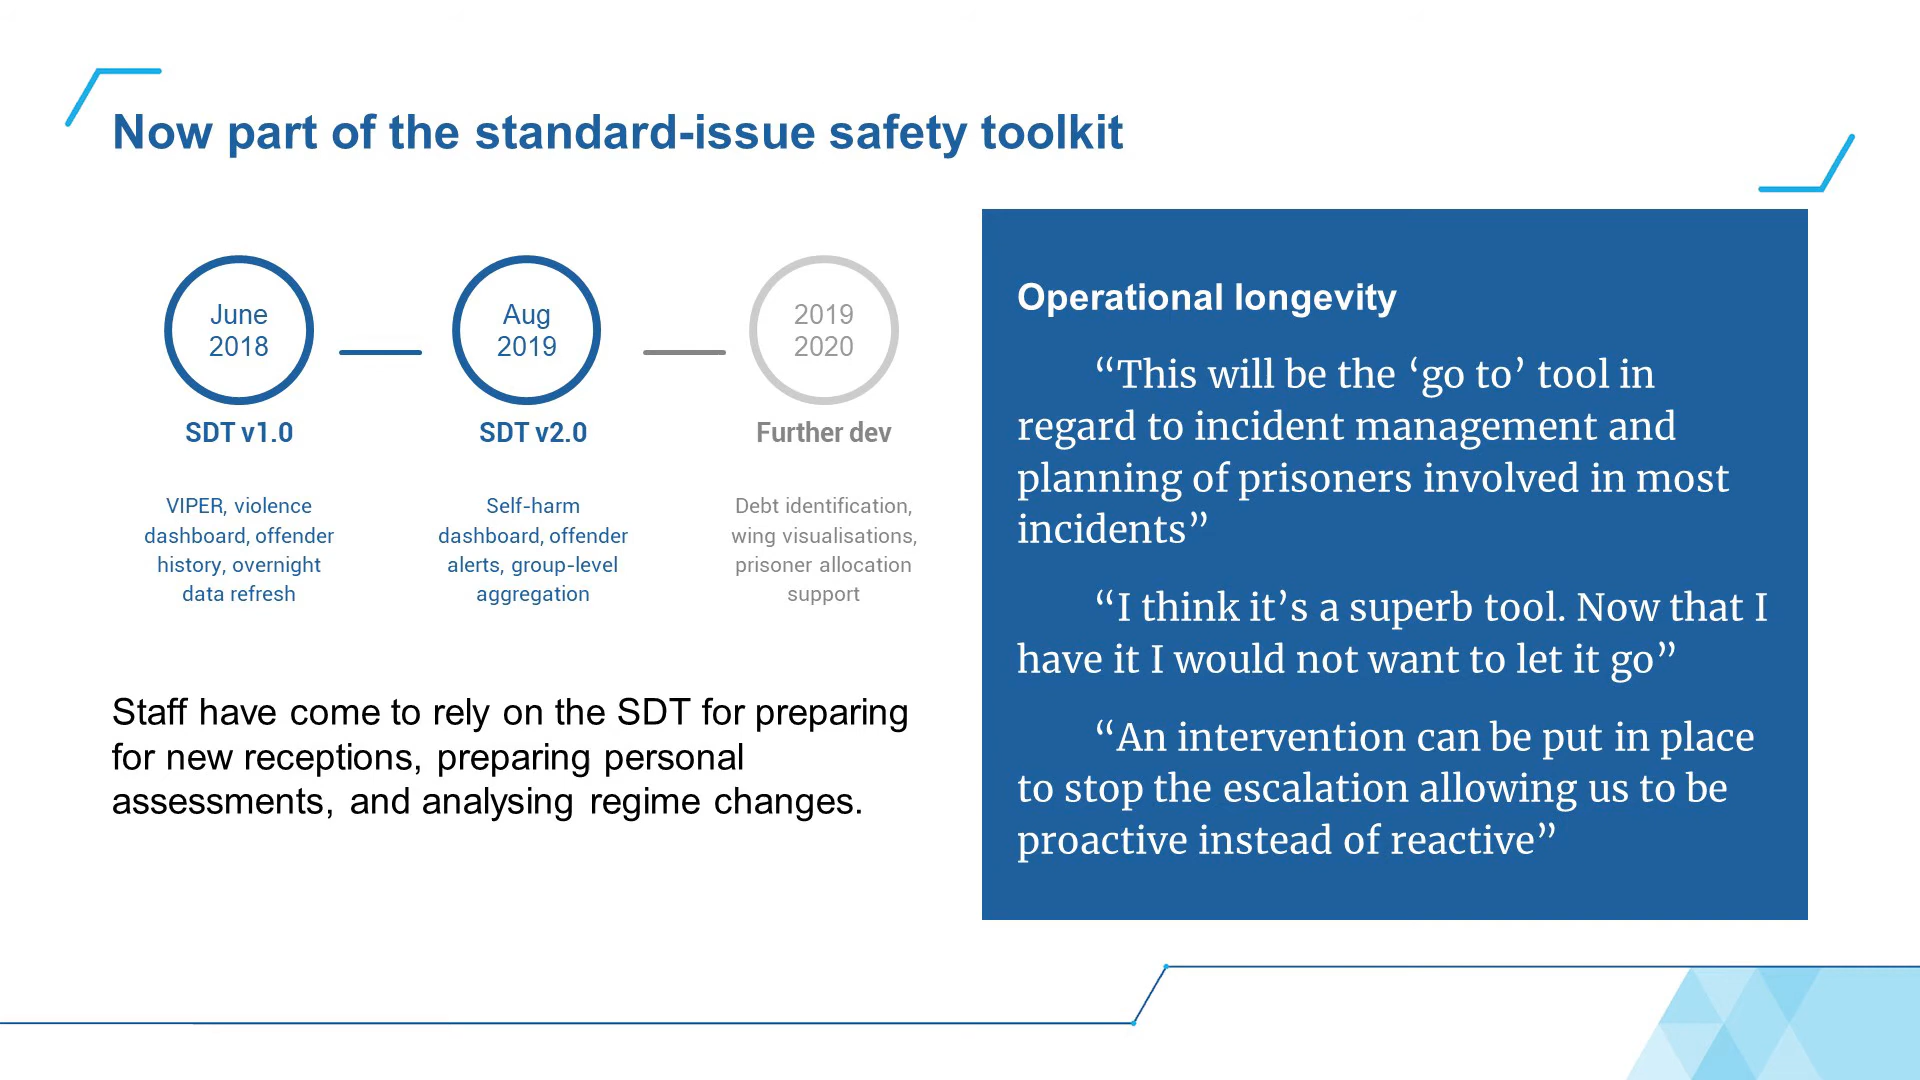 Now part of the standard-issue safety toolkit
June
2018
SDT v1.0
VIPER, violence
dashboard, offender
history, overnight
data refresh
Aug
2019
SDT v2.0
Self-harm
dashboard, offender
alerts, group-level
aggregation
2019
2020
Further dev
Debt identification,
wing visualisations,
prisoner allocation
support
Staff have come to rely on the SDT for preparing
for new receptions, preparing personal
assessments, and analysing regime changes.
Operational longevity
“This will be the ‘go to’ tool in
regard to incident management and
planning of prisoners involved in most
incidents”
“I think it’s a superb tool. Now that I
have it I would not want to let it go”
“An intervention can be put in place
to stop the escalation allowing us to be
proactive instead of reactive”